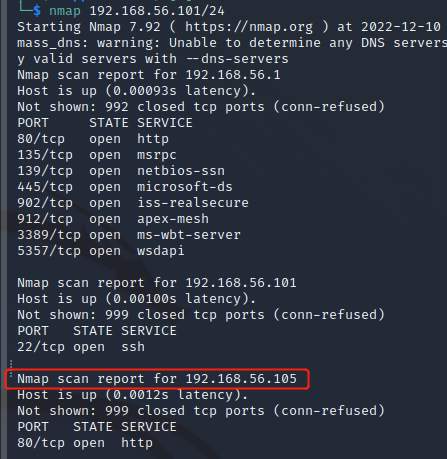 └─$ nmap 192.168.56.101/24
Starting Nmap 7.92 ( https://nmap.org ) at 2022-12-10
mass_dns: warning: Unable to determine any DNS servers
y valid servers with --dns-servers
Nmap scan report for 192.168.56.1
Host is up (0.00093s latency).
Not shown: 992 closed tcp ports (conn-refused)
PORT     STATE SERVICE
80/tcp   open  http
135/tcp  open  msrpc
139/tcp  open  netbios-ssn
445/tcp  open  microsoft-ds
902/tcp  open  iss-realsecure
912/tcp  open  apex-mesh
3389/tcp open  ms-wbt-server
5357/tcp open  wsdapi
Nmap scan report for 192.168.56.101
Host is up (0.00100s latency).
Not shown: 999 closed tcp ports (conn-refused)
PORT   STATE SERVICE
22/tcp open  ssh
Nmap scan report for 192.168.56.105
Host is up (0.0012s latency).
Not shown: 999 closed tcp ports (conn-refused)
PORT   STATE SERVICE
80/tcp open  http